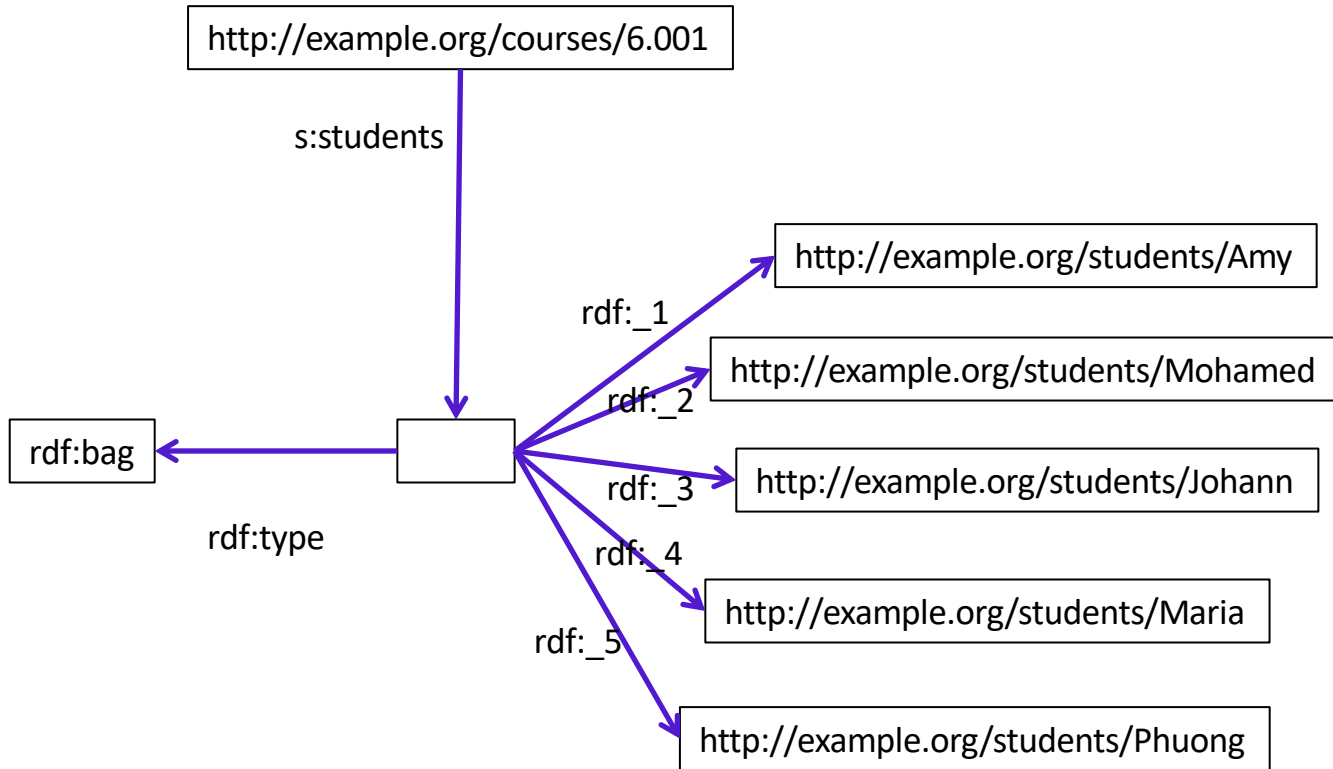 http://example.org/courses/6.001
s:students
http://example.org/students/Amy
rdf:_1
http://example.org/students/Mohamed
rdf:_2
rdf:bag
http://example.org/students/Johann
rdf:_3
rdf:type
rdf:_4
http://example.org/students/Maria
rdf:_5
http://example.org/students/Phuong